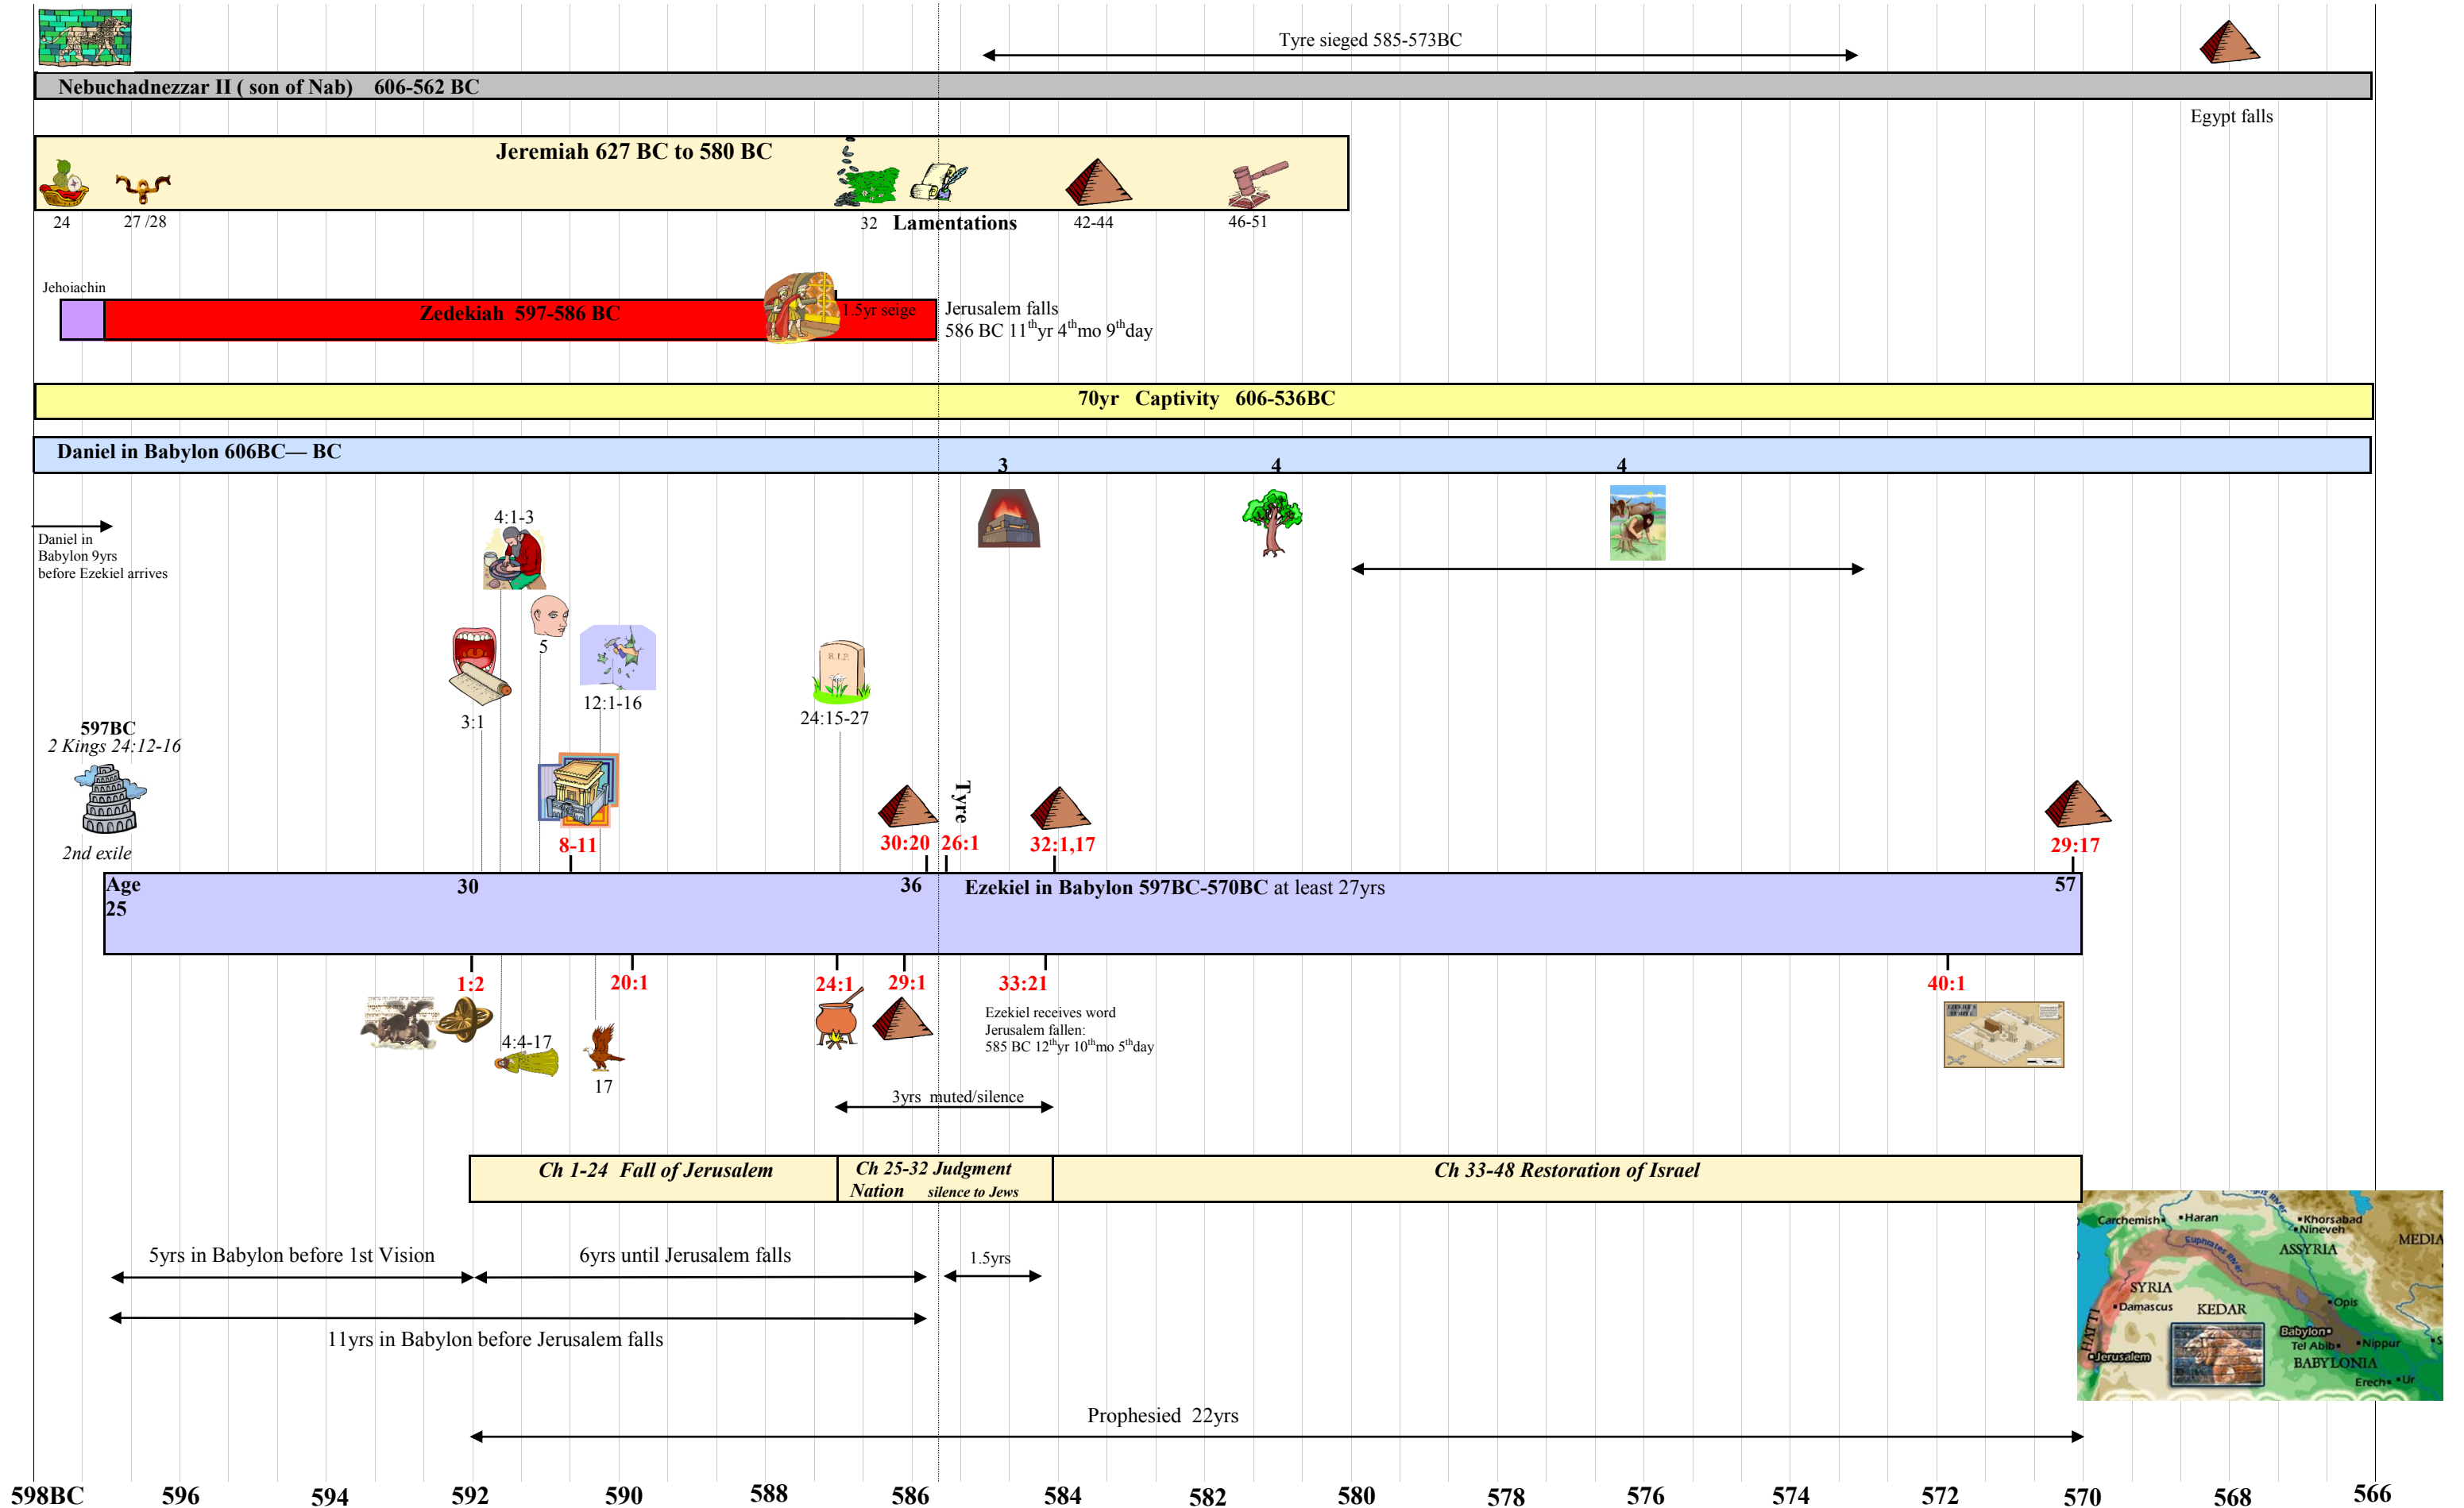 Tyre sieged 585-573BC
Nebuchadnezzar II ( son of Nab) 606-562 BC
Egypt falls
Jeremiah 627 BC to 580 BC
24
27 /28
32
Lamentations
42-44
46-51
Jehoiachin
Zedekiah 597-586 BC
1.5yr seige
Jerusalem falls
586 BC 11thyr 4thmo 9thday
70yr Captivity 606-536BC
Daniel in Babylon 606BC— BC
3
4
4
Daniel in
Babylon 9yrs
before Ezekiel arrives
4:1-3
5
3:1
12:1-16
R.I.P.
24:15-27
597BC
2 Kings 24:12-16
2nd exile
8-11
30:20
Tyre
26:1
32:1,17
29:17
Age
25
30
36
Ezekiel in Babylon 597BC-570BC at least 27yrs
57
1:2
20:1
24:1
29:1
33:21
40:1
Ezekiel receives word
Jerusalem fallen:
585 BC 12thyr 10thmo 5thday
4:4-17
17
3yrs muted/silence
Ch 1-24 Fall of Jerusalem
Ch 25-32 Judgment
Nation silence to Jews
Ch 33-48 Restoration of Israel
5yrs in Babylon before 1st Vision
6yrs until Jerusalem falls
1.5yrs
11yrs in Babylon before Jerusalem falls
Prophesied 22yrs
Carchemish
Haran
Khorsabad
Nineveh
MEDIA
Euphrates River
ASSYRIA
SYRIA
Damascus
KEDAR
Opis
Babylon
Tel Abib
Nippur
BABYLONIA
Jerusalem
Erech
Ur
598BC 596 594 592 590 588 586 584 582 580 578 576 574 572 570 568 566